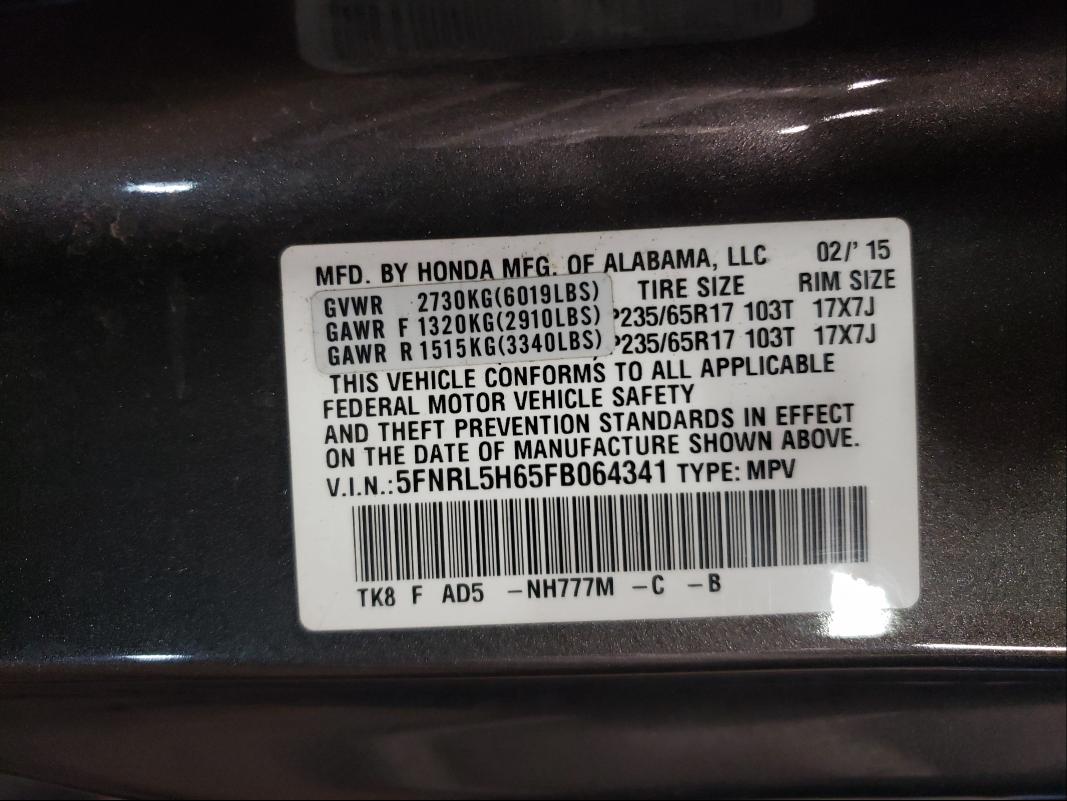 MFD. BY HONDA MFG. OF ALABAMA, LLC 02/' 15
TIRE SIZE RIM SIZE
GVWR 2730KG(6019LBS)
GAWR F 1320KG(2910LBS) P235/65R17 103T 17X7J
GAWR R 1515KG(3340LBS) P235/65R17 103T 17X7J
THIS VEHICLE CONFORMS TO ALL APPLICABLE
FEDERAL MOTOR VEHICLE SAFETY
AND THEFT PREVENTION STANDARDS IN EFFECT
ON THE DATE OF MANUFACTURE SHOWN ABOVE.
V.I.N.:5FNRL5H65FB064341 TYPE: MPV
TK8 F AD5 -NH777M -C -B